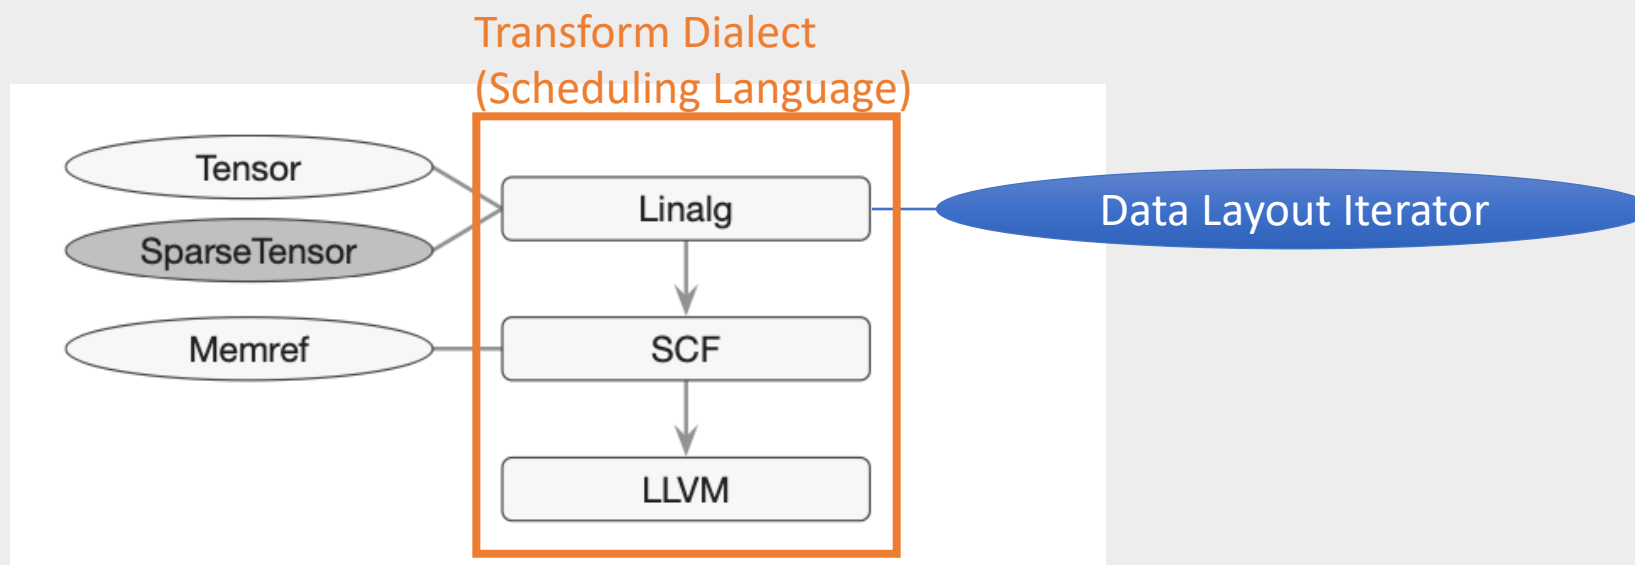 Transform Dialect
(Scheduling Language)
Tensor
Linalg
Data Layout Iterator
SparseTensor
Memref
SCF
LLVM